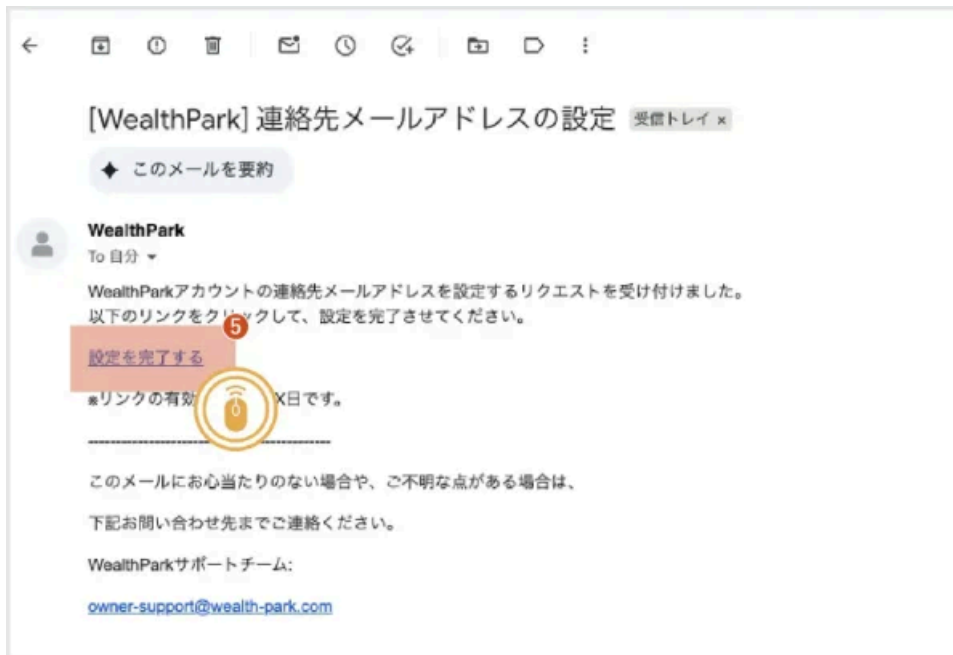 [WealthPark] 連絡先メールアドレスの設定 受信トレイ ×
このメールを要約
WealthPark
To 自分
WealthParkアカウントの連絡先メールアドレスを設定するリクエストを受け付けました。
以下のリンクをクリックして、設定を完了させてください。
5
設定を完了する
※リンクの有効 X日です。
--------------------------------------------
このメールにお心当たりのない場合や、ご不明な点がある場合は、
下記お問い合わせ先までご連絡ください。
WealthParkサポートチーム:
owner-support@wealth-park.com